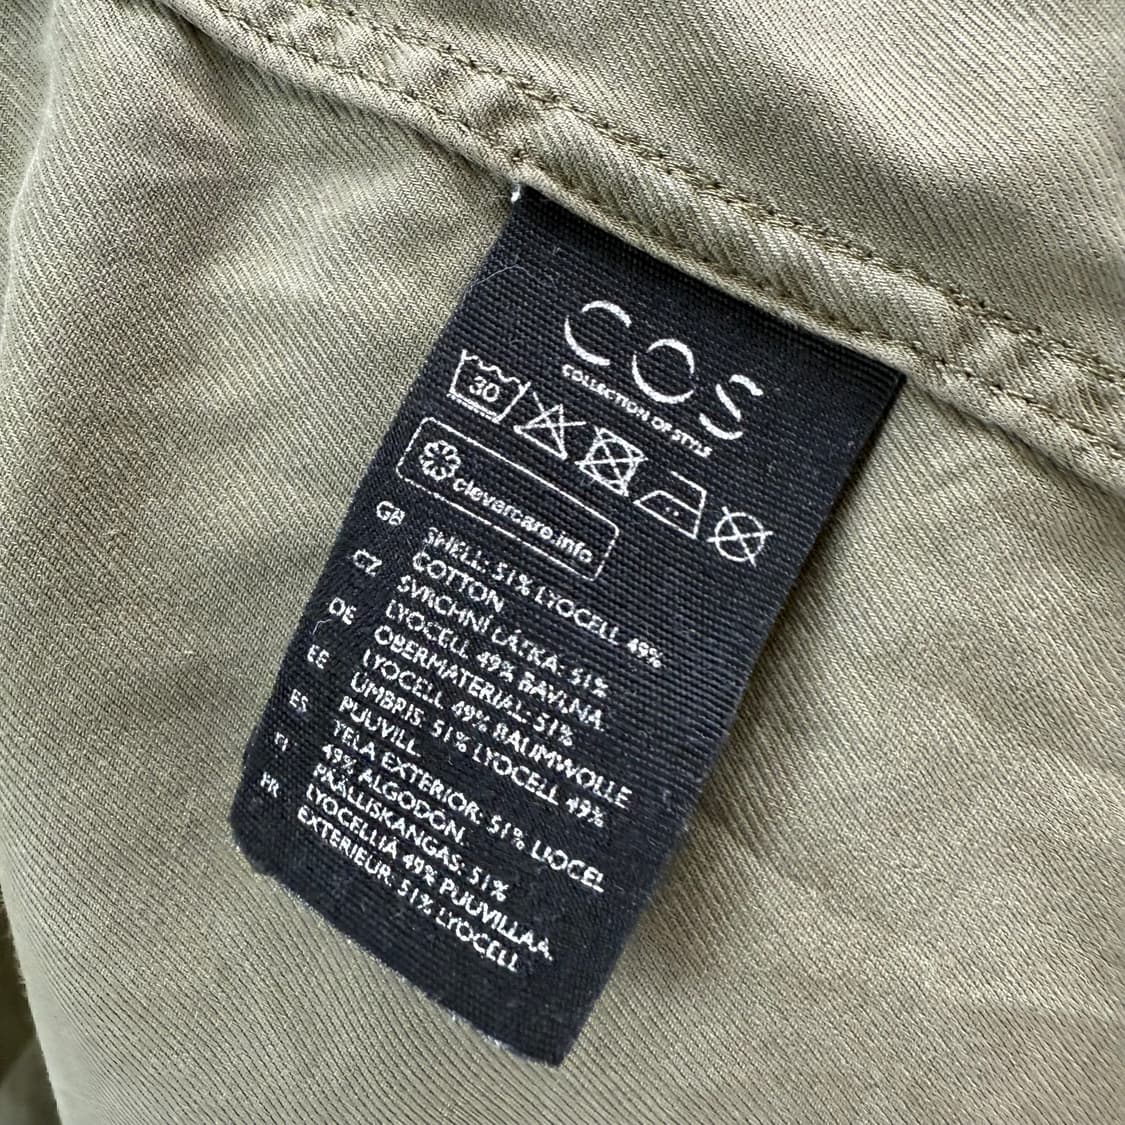 COS
COLLECTION OF STYLE
30
clevercare.info
GB SHELL: 51% LYOCELL 49%
COTTON
CZ SVRCHNÍ LÁTKA: 51%
LYOCELL 49% BAVLNA.
DE OBERMATERIAL: 51%
LYOCELL 49% BAUMWOLLE
EE ÜMBRIS: 51% LYOCELL 49%
PUUVILL.
ES TELA EXTERIOR: 51% LIOCEL
49% ALGODÓN.
FI PÄÄLLISKANGAS: 51%
LYOCELLIÄ 49% PUUVILLAA.
FR EXTERIEUR: 51% LYOCELL